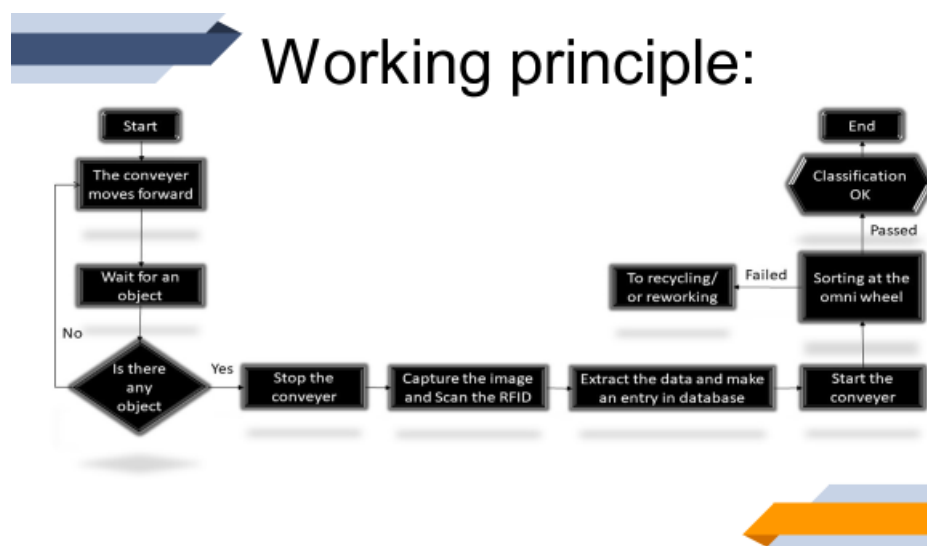 Working principle:
Start
The conveyer
moves forward
Wait for an
object
No
Is there
any
object
Yes
Stop the
conveyer
Capture the image
and Scan the RFID
Extract the data and make
an entry in database
Start the
conveyer
Sorting at the
omni wheel
Failed
To recycling/
or reworking
Passed
Classification
OK
End